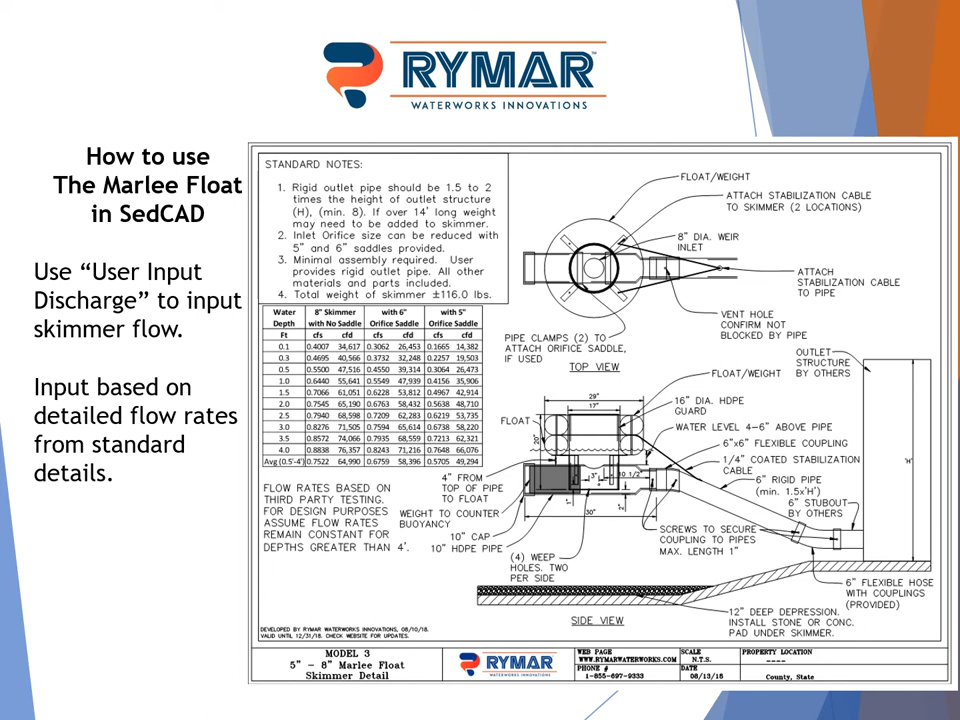 RYMAR™
WATERWORKS INNOVATIONS
How to use
The Marlee Float
in SedCAD
Use “User Input
Discharge” to input
skimmer flow.
Input based on
detailed flow rates
from standard
details.
STANDARD NOTES:
1. Rigid outlet pipe should be 1.5 to 2
times the height of outlet structure
(H), (min. 8). If over 14' long weight
may need to be added to skimmer.
2. Inlet Orifice size can be reduced with
5" and 6" saddles provided.
3. Minimal assembly required. User
provides rigid outlet pipe. All other
materials and parts included.
4. Total weight of skimmer ±116.0 lbs.
Water 8" Skimmer with 6" with 5"
Depth with No Saddle Orifice Saddle Orifice Saddle
Ft cfs cfd cfs cfd cfs cfd
0.1 0.4007 34,617 0.3062 26,453 0.1665 14,382
0.3 0.4695 40,566 0.3732 32,248 0.2257 19,503
0.5 0.5500 47,516 0.4550 39,314 0.3064 26,473
1.0 0.6440 55,641 0.5549 47,939 0.4156 35,906
1.5 0.7066 61,051 0.6228 53,812 0.4967 42,914
2.0 0.7545 65,190 0.6763 58,432 0.5638 48,710
2.5 0.7940 68,598 0.7209 62,283 0.6219 53,735
3.0 0.8276 71,505 0.7594 65,614 0.6738 58,220
3.5 0.8572 74,066 0.7935 68,559 0.7213 62,321
4.0 0.8838 76,357 0.8243 71,216 0.7648 66,076
Avg (0.5'-4') 0.7522 64,990 0.6759 58,396 0.5705 49,294
FLOW RATES BASED ON
THIRD PARTY TESTING.
FOR DESIGN PURPOSES
ASSUME FLOW RATES
REMAIN CONSTANT FOR
DEPTHS GREATER THAN 4'.
FLOAT/WEIGHT
ATTACH STABILIZATION CABLE
TO SKIMMER (2 LOCATIONS)
8" DIA. WEIR
INLET
ATTACH
STABILIZATION CABLE
TO PIPE
VENT HOLE
CONFIRM NOT
BLOCKED BY PIPE
PIPE CLAMPS (2) TO
ATTACH ORIFICE SADDLE,
IF USED
TOP VIEW
OUTLET
STRUCTURE
BY OTHERS
FLOAT/WEIGHT
29"
17"
16" DIA. HDPE
GUARD
FLOAT
20"
WATER LEVEL 4-6" ABOVE PIPE
6"x6" FLEXIBLE COUPLING
1/4" COATED STABILIZATION
CABLE
'H'
4" FROM
TOP OF PIPE
TO FLOAT
3"
10 1/2"
1"
2"
30"
6" RIGID PIPE
(min. 1.5x'H')
6" STUBOUT
BY OTHERS
WEIGHT TO COUNTER
BUOYANCY
10" CAP
10" HDPE PIPE
SCREWS TO SECURE
COUPLING TO PIPES
MAX. LENGTH 1"
(4) WEEP
HOLES. TWO
PER SIDE
6" FLEXIBLE HOSE
WITH COUPLINGS
(PROVIDED)
12" DEEP DEPRESSION.
INSTALL STONE OR CONC.
PAD UNDER SKIMMER.
SIDE VIEW
DEVELOPED BY RYMAR WATERWORKS INNOVATIONS, 08/10/18.
VALID UNTIL 12/31/18. CHECK WEBSITE FOR UPDATES.
MODEL 3
5" - 8" Marlee Float
Skimmer Detail
RYMAR
WATERWORKS INNOVATIONS
WEB PAGE
WWW.RYMARWATERWORKS.COM
PHONE #
1-855-697-9333
SCALE
N.T.S.
DATE
08/13/18
PROPERTY LOCATION
----
County, State